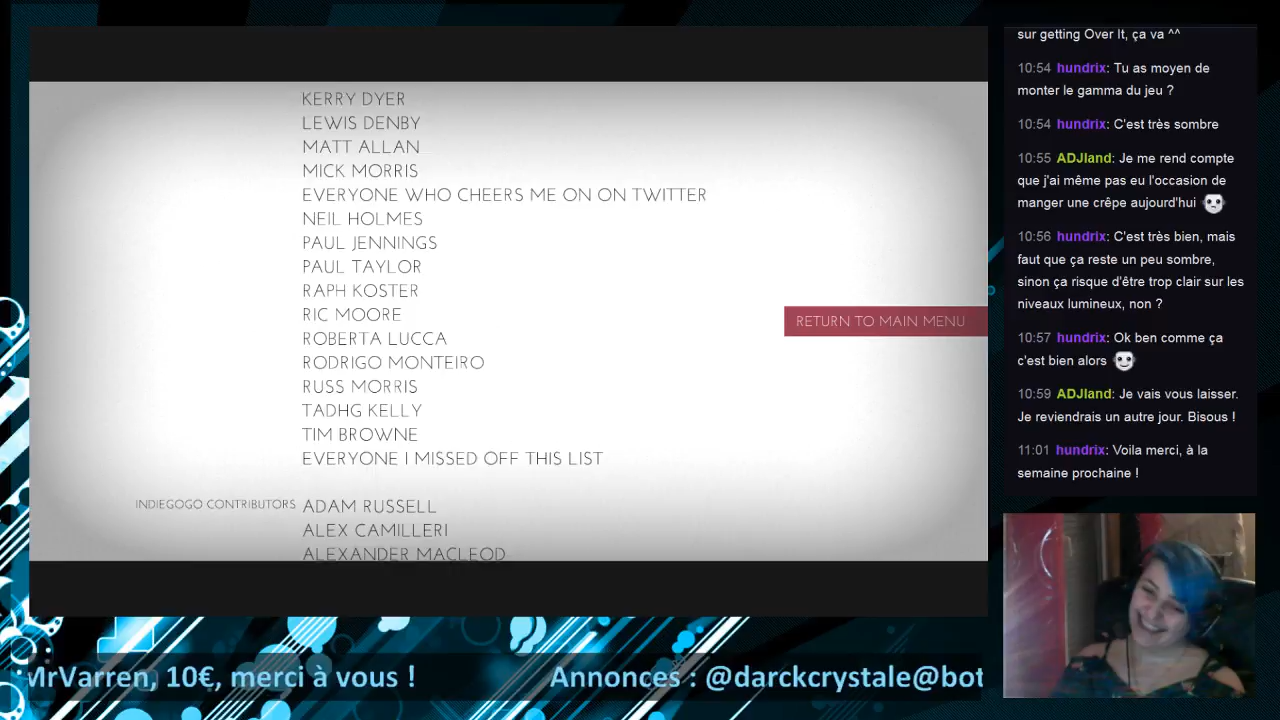 KERRY DYER
LEWIS DENBY
MATT ALLAN
MICK MORRIS
EVERYONE WHO CHEERS ME ON ON TWITTER
NEIL HOLMES
PAUL JENNINGS
PAUL TAYLOR
RAPH KOSTER
RIC MOORE
ROBERTA LUCCA
RODRIGO MONTEIRO
RUSS MORRIS
TADHG KELLY
TIM BROWNE
EVERYONE I MISSED OFF THIS LIST
INDIEGOGO CONTRIBUTORS ADAM RUSSELL
ALEX CAMILLERI
ALEXANDER MACLEOD
RETURN TO MAIN MENU
sur getting Over It, ça va ^^
10:54 hundrix: Tu as moyen de
monter le gamma du jeu ?
10:54 hundrix: C'est très sombre
10:55 ADJland: Je me rend compte
que j'ai même pas eu l'occasion de
manger une crêpe aujourd'hui
10:56 hundrix: C'est très bien, mais
faut que ça reste un peu sombre,
sinon ça risque d'être trop clair sur les
niveaux lumineux, non ?
10:57 hundrix: Ok ben comme ça
c'est bien alors
10:59 ADJland: Je vais vous laisser.
Je reviendrais un autre jour. Bisous !
11:01 hundrix: Voila merci, à la
semaine prochaine !
MrVarren, 10€, merci à vous ! Annonces : @darckcrystale@bot